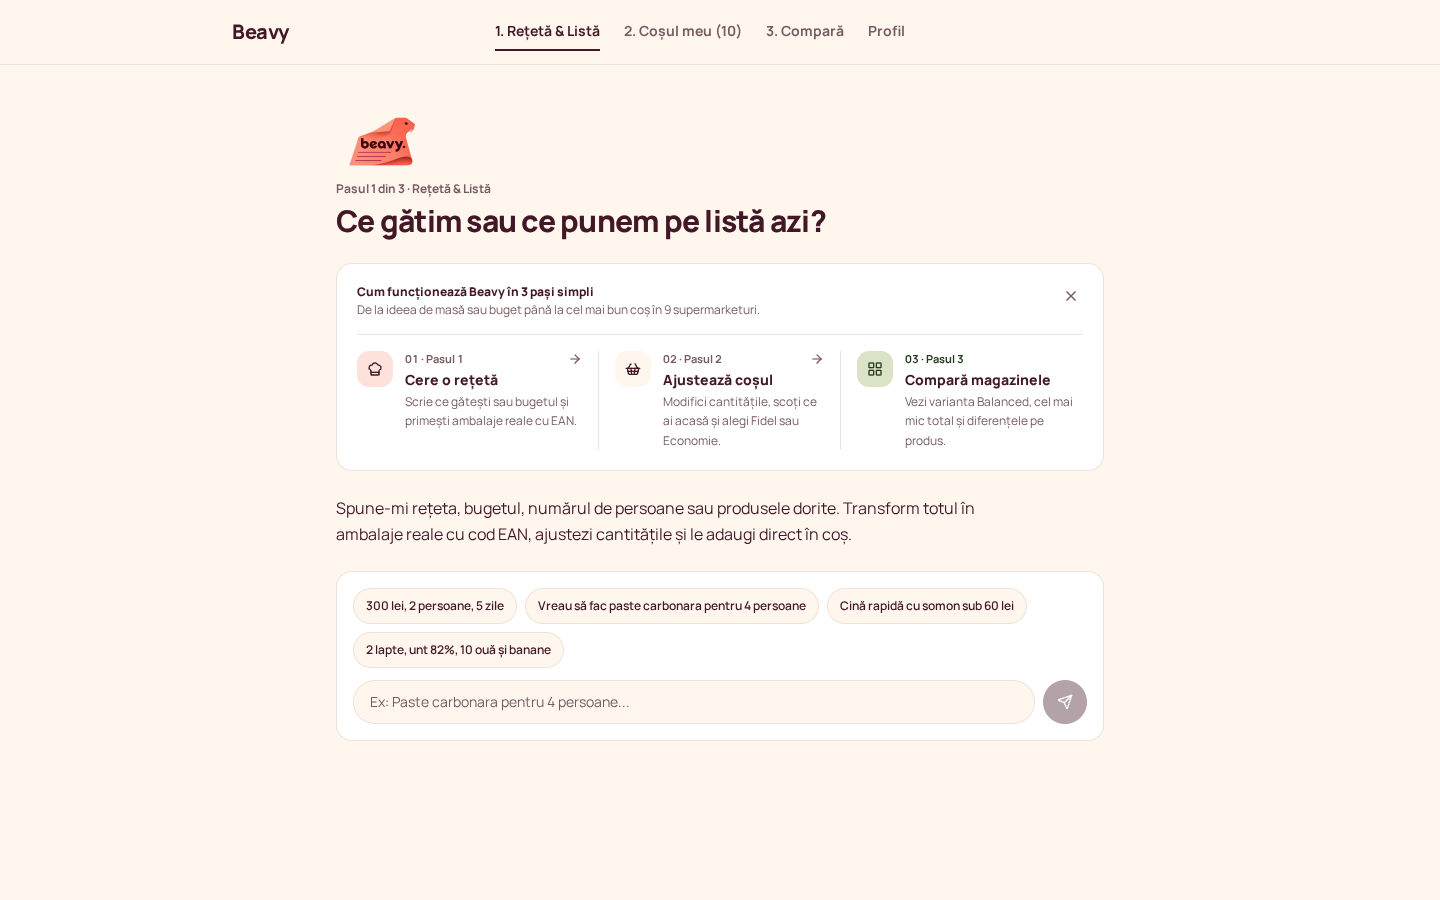 Beavy
1. Rețetă & Listă
2. Coșul meu (10)
3. Compară
Profil
beavy.
Pasul 1 din 3 · Rețetă & Listă
Ce gătim sau ce punem pe listă azi?
Cum funcționează Beavy în 3 pași simpli
De la ideea de masă sau buget până la cel mai bun coș în 9 supermarketuri.
01 · Pasul 1
Cere o rețetă
Scrie ce gătești sau bugetul și
primești ambalaje reale cu EAN.
02 · Pasul 2
Ajustează coșul
Modifici cantitățile, scoți ce
ai acasă și alegi Fidel sau
Economie.
03 · Pasul 3
Compară magazinele
Vezi varianta Balanced, cel mai
mic total și diferențele pe
produs.
Spune-mi rețeta, bugetul, numărul de persoane sau produsele dorite. Transform totul în
ambalaje reale cu cod EAN, ajustezi cantitățile și le adaugi direct în coș.
300 lei, 2 persoane, 5 zile
Vreau să fac paste carbonara pentru 4 persoane
Cină rapidă cu somon sub 60 lei
2 lapte, unt 82%, 10 ouă și banane
Ex: Paste carbonara pentru 4 persoane...